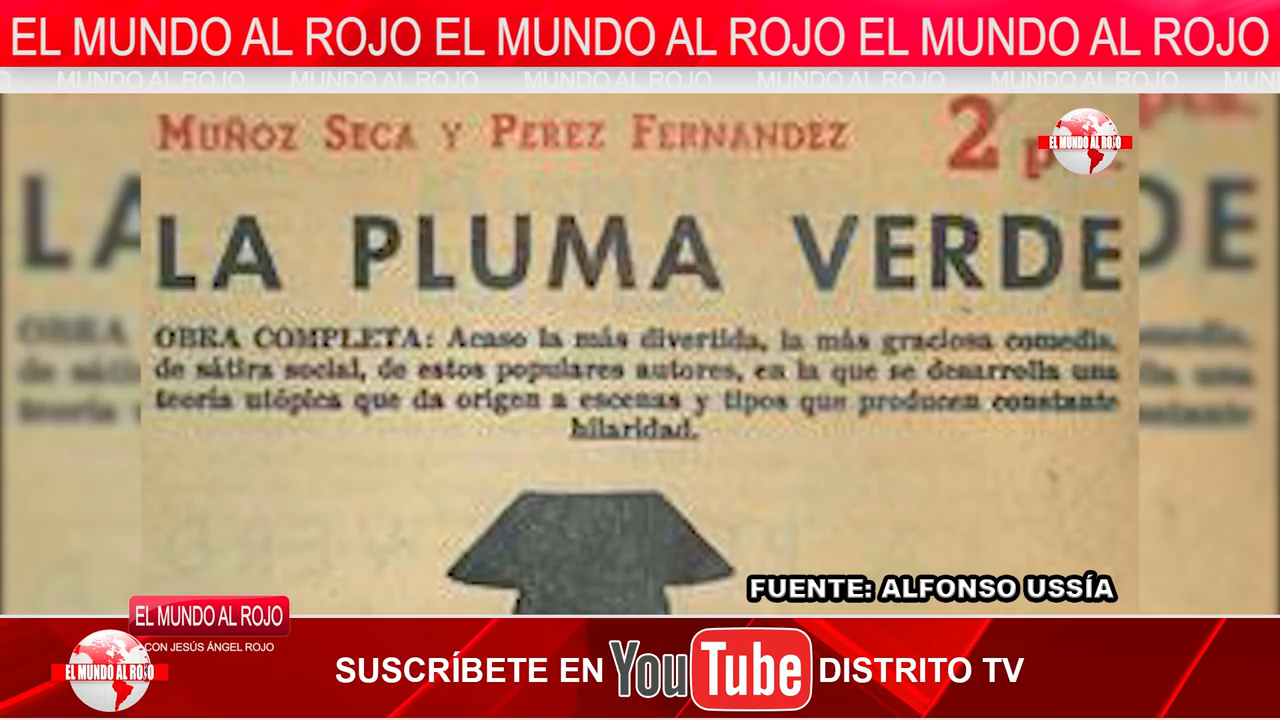 EL MUNDO AL ROJO EL MUNDO AL ROJO EL MUNDO AL ROJO
MUNDO AL ROJO MUNDO AL ROJO MUNDO AL ROJO MUNDO AL ROJO MUNDO AL ROJO
MUÑOZ SECA Y PEREZ FERNANDEZ 2
EL MUNDO AL ROJO
LA PLUMA VERDE
OBRA COMPLETA: Acaso la más divertida, la más graciosa comedia,
de sátira social, de estos populares autores, en la que se desarrolla una
teoría utópica que da origen a escenas y tipos que producen constante
hilaridad.
FUENTE: ALFONSO USSÍA
EL MUNDO AL ROJO
CON JESÚS ÁNGEL ROJO
EL MUNDO AL ROJO
SUSCRÍBETE EN YouTube DISTRITO TV